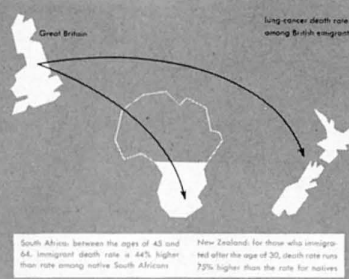 lung-cancer death rate
among British emigrant
Great Britain
South Africa: between the ages of 45 and
64, immigrant death rate is 44% higher
than rate among native South Africans
New Zealand: for those who immigra-
ted after the age of 30, death rate runs
75% higher than the rate for natives